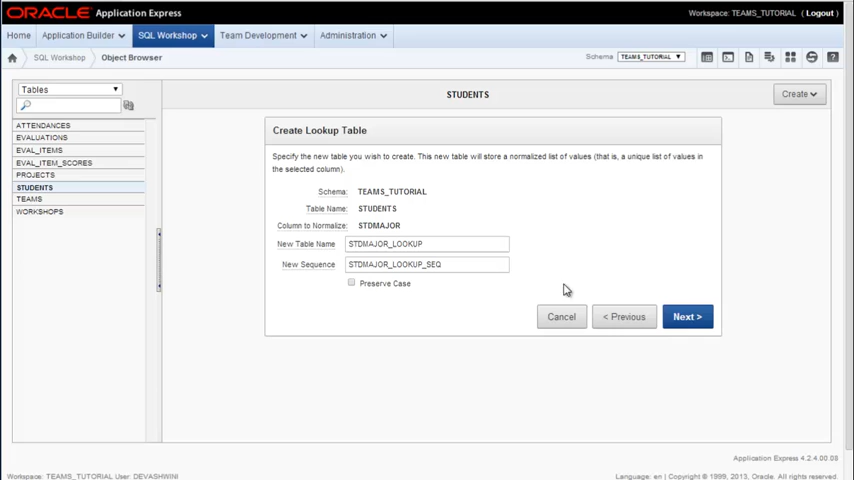 ORACLE Application Express
Workspace: TEAMS_TUTORIAL ( Logout )
Home Application Builder SQL Workshop Team Development Administration
SQL Workshop Object Browser
Schema TEAMS_TUTORIAL
Tables
STUDENTS
Create
ATTENDANCES
EVALUATIONS
EVAL_ITEMS
EVAL_ITEM_SCORES
PROJECTS
STUDENTS
TEAMS
WORKSHOPS
Create Lookup Table
Specify the new table you wish to create. This new table will store a normalized list of values (that is, a unique list of values in
the selected column).
Schema: TEAMS_TUTORIAL
Table Name: STUDENTS
Column to Normalize: STDMAJOR
New Table Name STDMAJOR_LOOKUP
New Sequence STDMAJOR_LOOKUP_SEQ
Preserve Case
Cancel < Previous Next >
Application Express 4.2.4.00.08
Workspace: TEAMS_TUTORIAL User: DEVASHWINI
Language: en | Copyright © 1999, 2013, Oracle. All rights reserved.